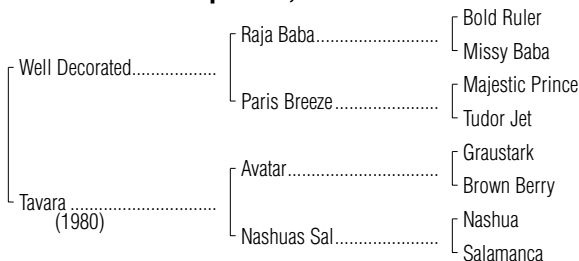 Bold Ruler
Raja Baba..................................
Missy Baba
Well Decorated..................
Majestic Prince
Paris Breeze.............................
Tudor Jet
Graustark
Avatar..........................................
Brown Berry
Tavara ..................................
(1980)
Nashua
Nashuas Sal.............................
Salamanca